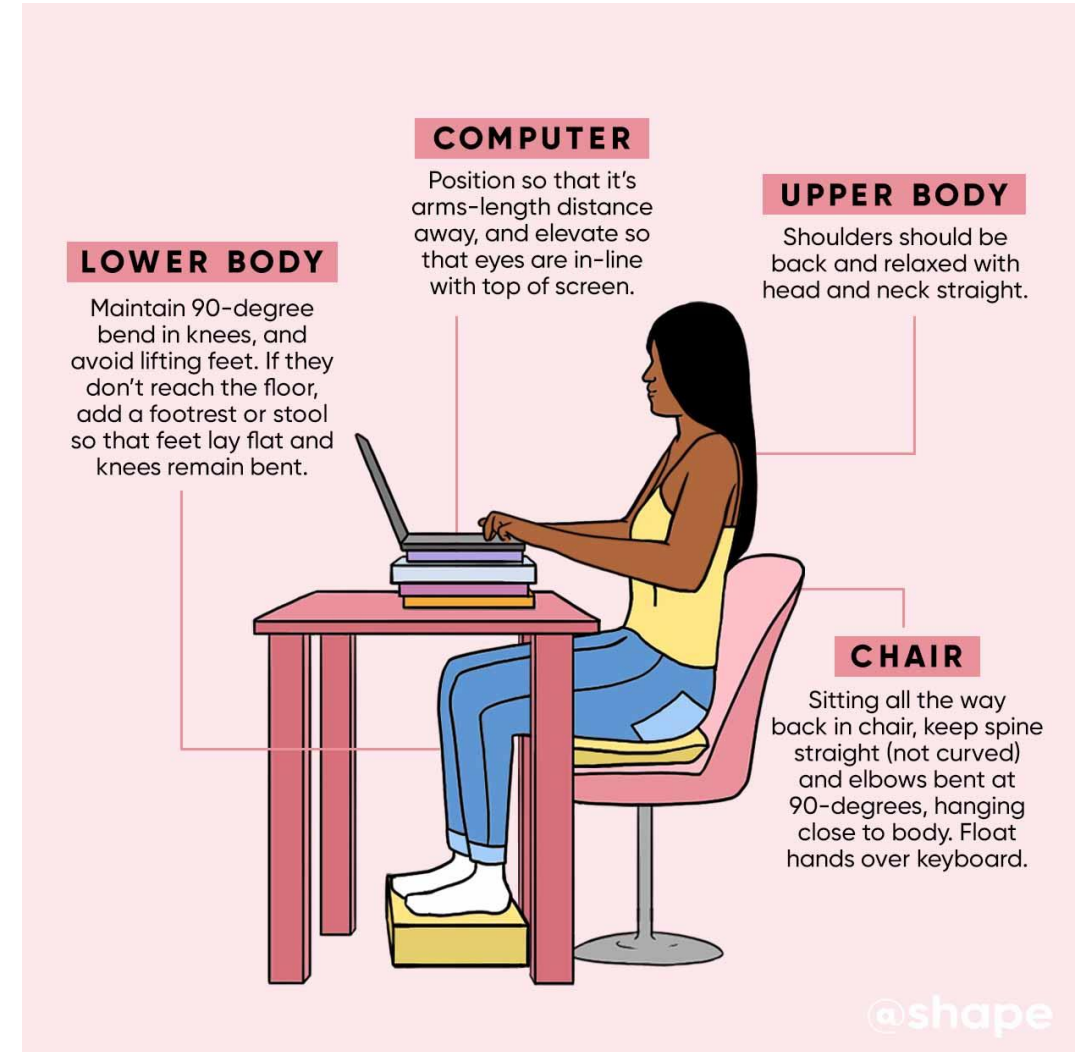 COMPUTER
Position so that it's
arms-length distance
away, and elevate so
that eyes are in-line
with top of screen.
UPPER BODY
Shoulders should be
back and relaxed with
head and neck straight.
LOWER BODY
Maintain 90-degree
bend in knees, and
avoid lifting feet. If they
don't reach the floor,
add a footrest or stool
so that feet lay flat and
knees remain bent.
CHAIR
Sitting all the way
back in chair, keep spine
straight (not curved)
and elbows bent at
90-degrees, hanging
close to body. Float
hands over keyboard.
@shape